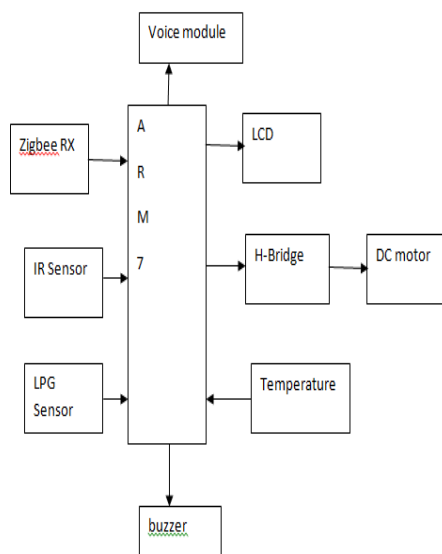 Voice module
A
R
M
7
Zigbee RX
LCD
IR Sensor
H-Bridge
DC motor
LPG
Sensor
Temperature
buzzer